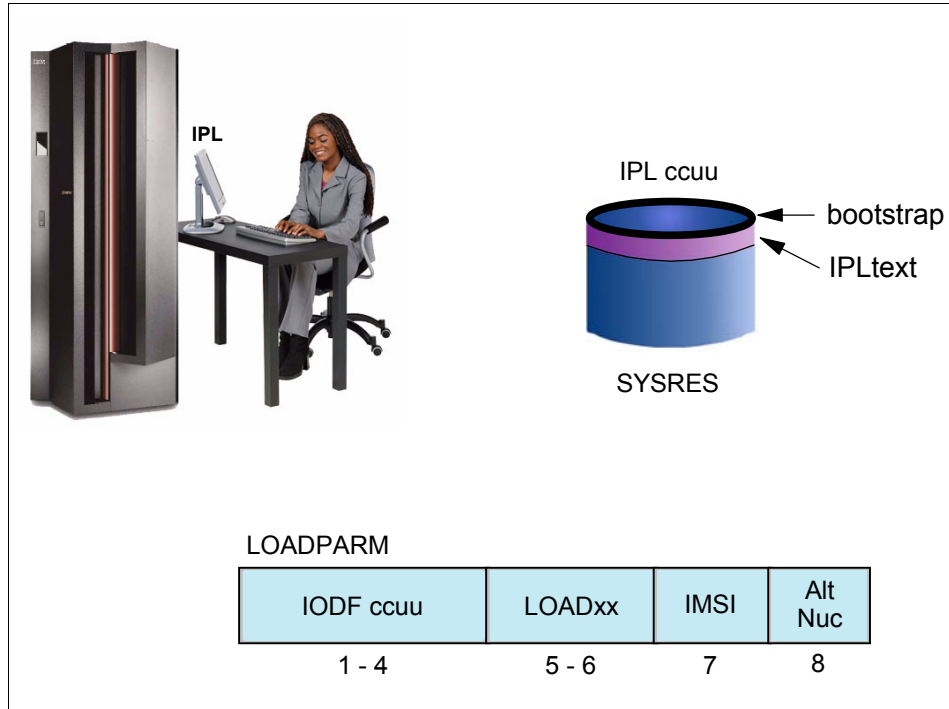 IBM
IPL
IPL ccuu
bootstrap
IPLtext
SYSRES
LOADPARM
IODF ccuu
LOADxx
IMSI
Alt
Nuc
1 - 4
5 - 6
7
8